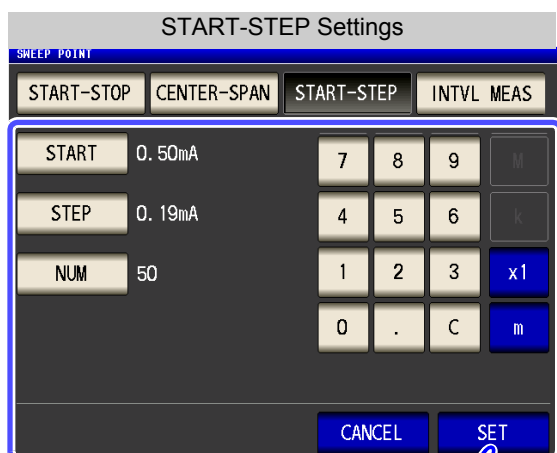 START-STEP Settings
SWEEP POINT
START-STOP CENTER-SPAN START-STEP INTVL MEAS
START 0.50mA 7 8 9 M
STEP 0.19mA 4 5 6 k
NUM 50 1 2 3 x1
0 . C m
CANCEL SET